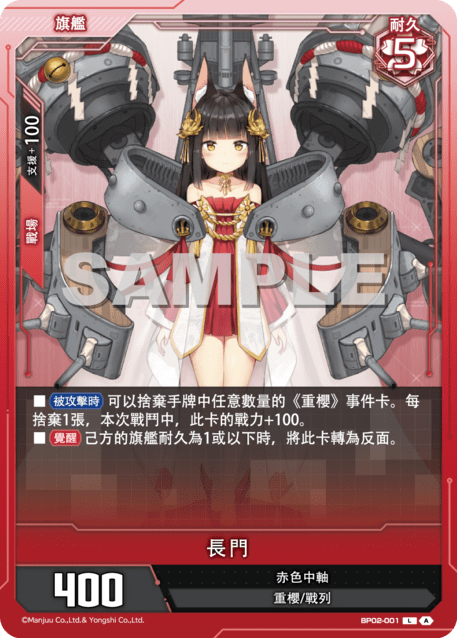 旗艦
耐久
5
支援+100
戰場
SAMPLE
■ 被攻擊時 可以捨棄手牌中任意數量的《重櫻》事件卡。每
捨棄1張，本次戰鬥中，此卡的戰力+100。
■ 覺醒 己方的旗艦耐久為1或以下時，將此卡轉為反面。
長門
400
赤色中軸
重櫻/戰列
©Manjuu Co.,Ltd.& Yongshi Co.,Ltd.
BP02-001 L A